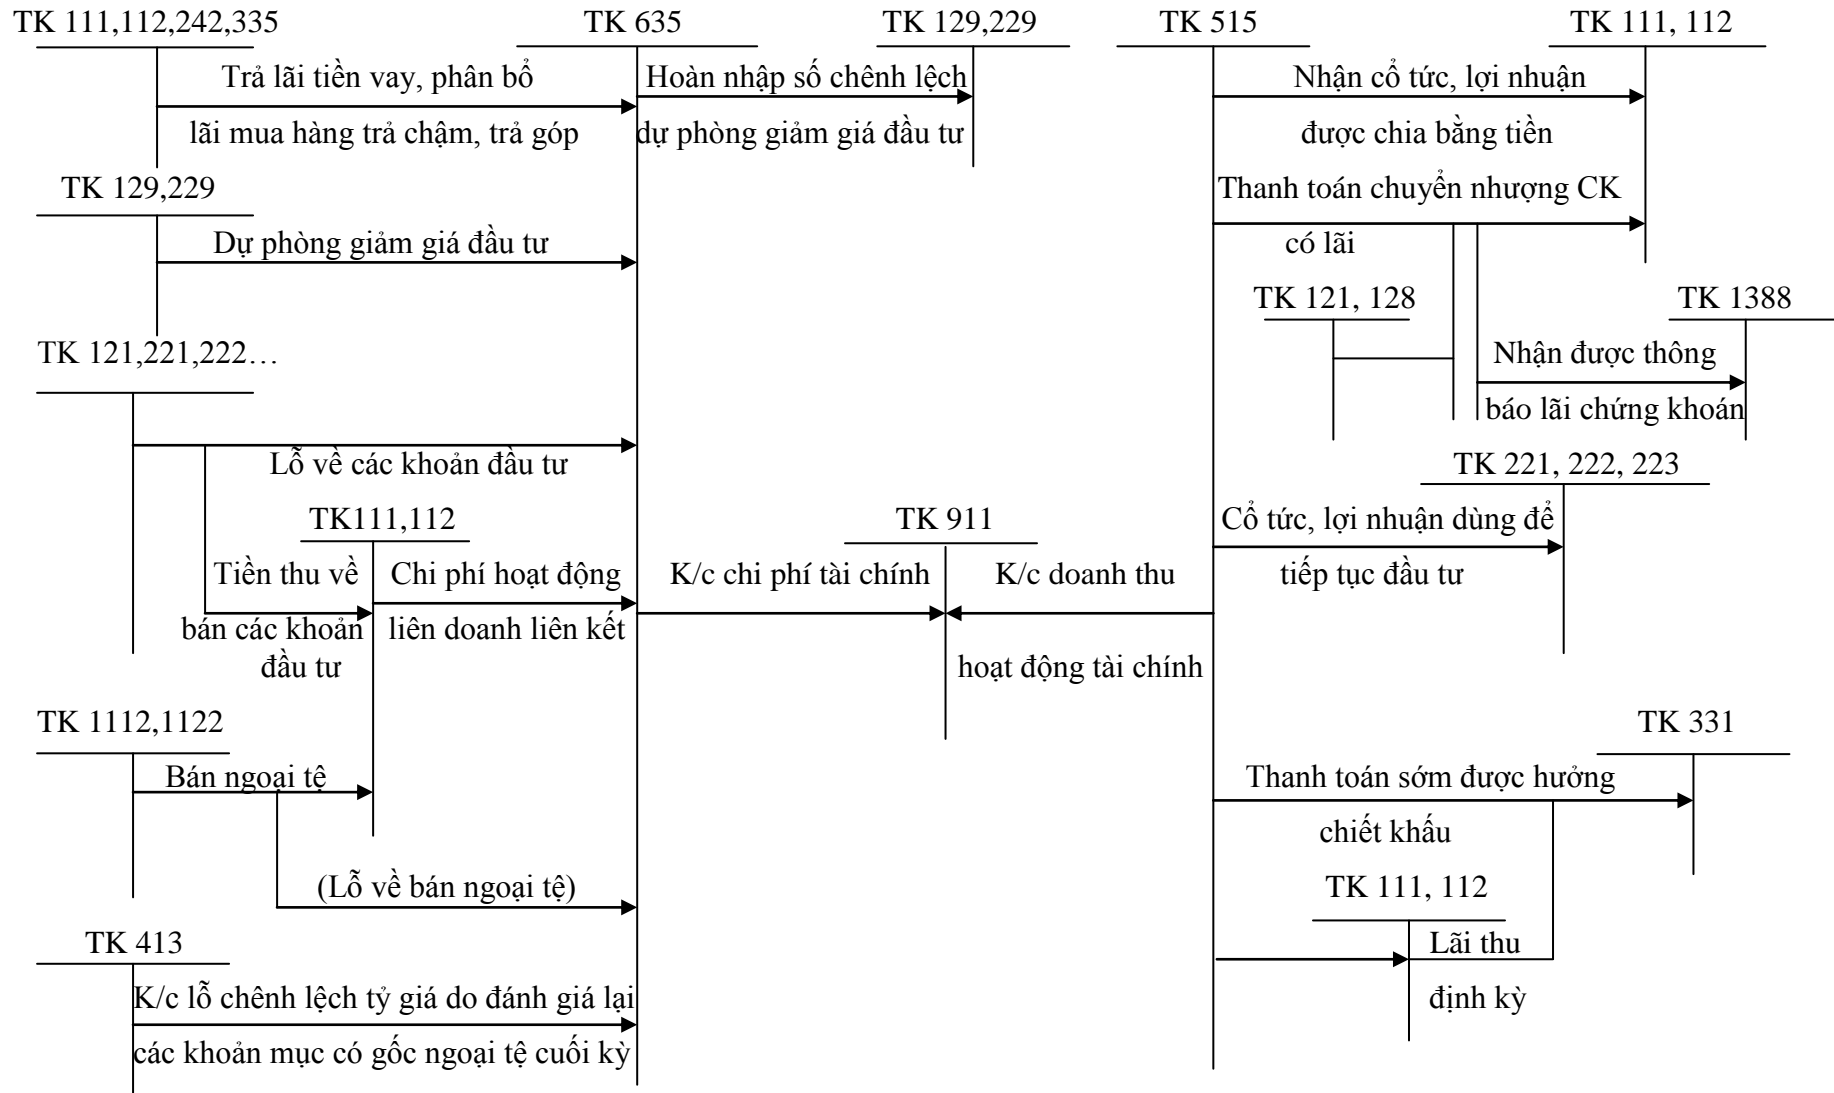 TK 111,112,242,335
TK 635
TK 129,229
TK 515
TK 111, 112
Trả lãi tiền vay, phân bổ
lãi mua hàng trả chậm, trả góp
Hoàn nhập số chênh lệch
dự phòng giảm giá đầu tư
Nhận cổ tức, lợi nhuận
được chia bằng tiền
TK 129,229
Dự phòng giảm giá đầu tư
Thanh toán chuyển nhượng CK
có lãi
TK 121, 128
TK 1388
Nhận được thông
báo lãi chứng khoán
TK 121,221,222…
Lỗ về các khoản đầu tư
TK 221, 222, 223
TK111,112
TK 911
Cổ tức, lợi nhuận dùng để
tiếp tục đầu tư
Tiền thu về
bán các khoản
đầu tư
Chi phí hoạt động
liên doanh liên kết
K/c chi phí tài chính
K/c doanh thu
hoạt động tài chính
TK 1112,1122
TK 331
Bán ngoại tệ
Thanh toán sớm được hưởng
chiết khấu
(Lỗ về bán ngoại tệ)
TK 111, 112
TK 413
Lãi thu
định kỳ
K/c lỗ chênh lệch tỷ giá do đánh giá lại
các khoản mục có gốc ngoại tệ cuối kỳ